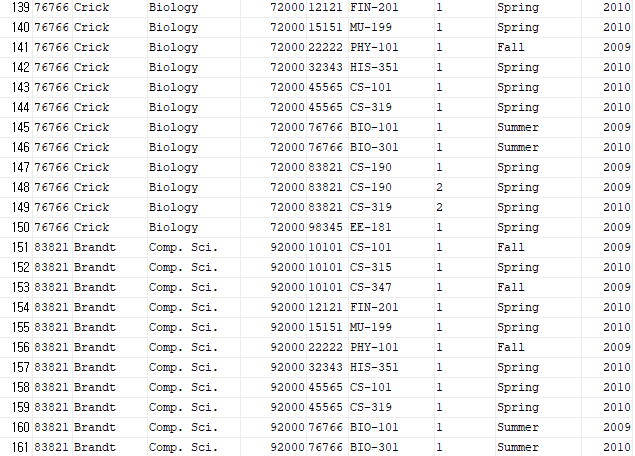 139 76766 Crick Biology 72000 12121 FIN-201 1 Spring 2010
140 76766 Crick Biology 72000 15151 MU-199 1 Spring 2010
141 76766 Crick Biology 72000 22222 PHY-101 1 Fall 2009
142 76766 Crick Biology 72000 32343 HIS-351 1 Spring 2010
143 76766 Crick Biology 72000 45565 CS-101 1 Spring 2010
144 76766 Crick Biology 72000 45565 CS-319 1 Spring 2010
145 76766 Crick Biology 72000 76766 BIO-101 1 Summer 2009
146 76766 Crick Biology 72000 76766 BIO-301 1 Summer 2010
147 76766 Crick Biology 72000 83821 CS-190 1 Spring 2009
148 76766 Crick Biology 72000 83821 CS-190 2 Spring 2009
149 76766 Crick Biology 72000 83821 CS-319 2 Spring 2010
150 76766 Crick Biology 72000 98345 EE-181 1 Spring 2009
151 83821 Brandt Comp. Sci. 92000 10101 CS-101 1 Fall 2009
152 83821 Brandt Comp. Sci. 92000 10101 CS-315 1 Spring 2010
153 83821 Brandt Comp. Sci. 92000 10101 CS-347 1 Fall 2009
154 83821 Brandt Comp. Sci. 92000 12121 FIN-201 1 Spring 2010
155 83821 Brandt Comp. Sci. 92000 15151 MU-199 1 Spring 2010
156 83821 Brandt Comp. Sci. 92000 22222 PHY-101 1 Fall 2009
157 83821 Brandt Comp. Sci. 92000 32343 HIS-351 1 Spring 2010
158 83821 Brandt Comp. Sci. 92000 45565 CS-101 1 Spring 2010
159 83821 Brandt Comp. Sci. 92000 45565 CS-319 1 Spring 2010
160 83821 Brandt Comp. Sci. 92000 76766 BIO-101 1 Summer 2009
161 83821 Brandt Comp. Sci. 92000 76766 BIO-301 1 Summer 2010